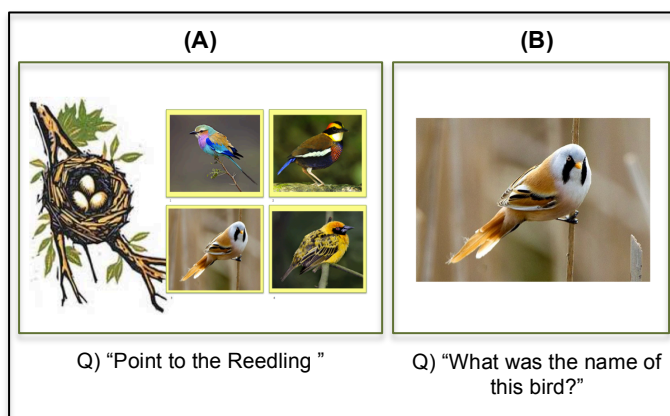 (A)
(B)
Q) “Point to the Reedling ”
Q) “What was the name of
this bird?”